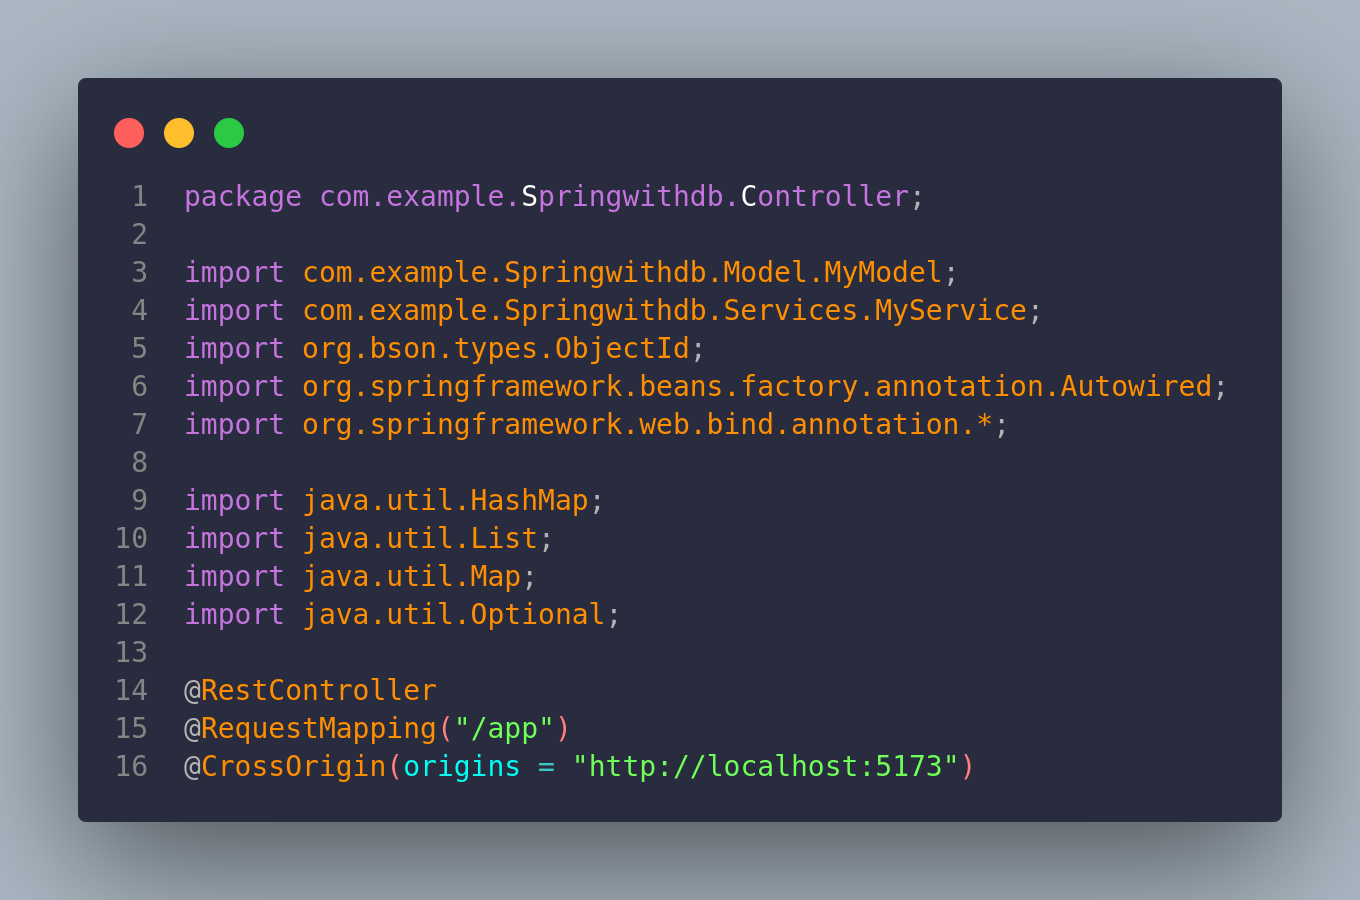 1 package com.example.Springwithdb.Controller;
2
3 import com.example.Springwithdb.Model.MyModel;
4 import com.example.Springwithdb.Services.MyService;
5 import org.bson.types.ObjectId;
6 import org.springframework.beans.factory.annotation.Autowired;
7 import org.springframework.web.bind.annotation.*;
8
9 import java.util.HashMap;
10 import java.util.List;
11 import java.util.Map;
12 import java.util.Optional;
13
14 @RestController
15 @RequestMapping("/app")
16 @CrossOrigin(origins = "http://localhost:5173")